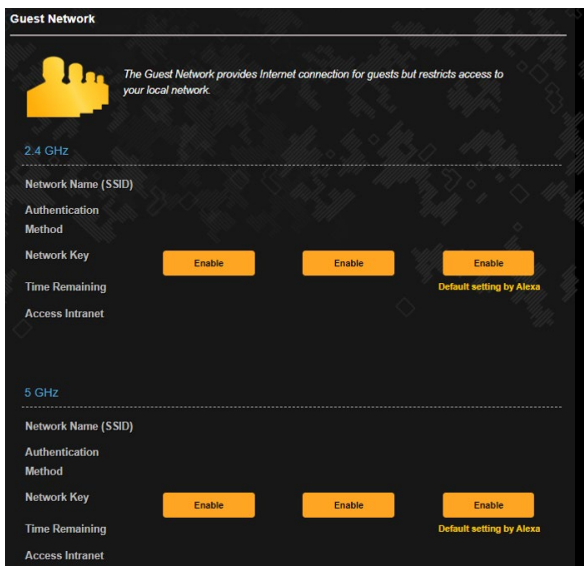 Guest Network
The Guest Network provides Internet connection for guests but restricts access to
your local network.
2.4 GHz
Network Name (SSID)
Authentication
Method
Network Key
Enable
Enable
Enable
Time Remaining
Default setting by Alexa
Access Intranet
5 GHz
Network Name (SSID)
Authentication
Method
Network Key
Enable
Enable
Enable
Time Remaining
Default setting by Alexa
Access Intranet